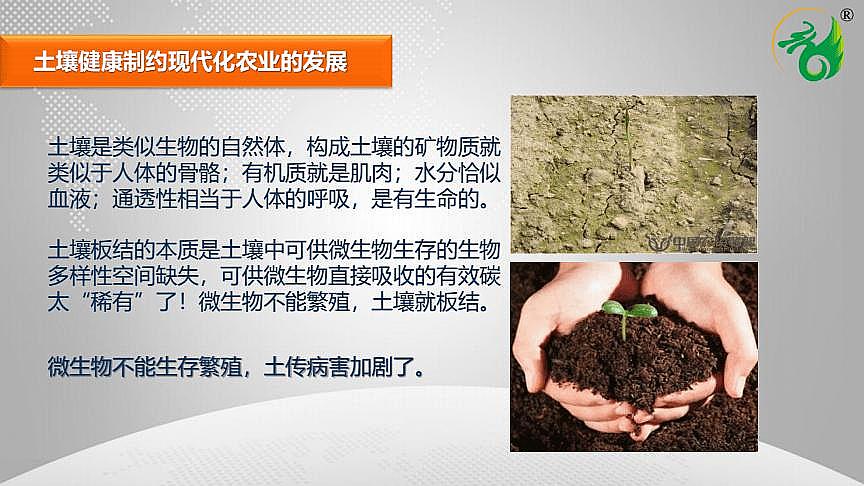 土壤健康制约现代化农业的发展
®
土壤是类似生物的自然体，构成土壤的矿物质就
类似于人体的骨骼；有机质就是肌肉；水分恰似
血液；通透性相当于人体的呼吸，是有生命的。
土壤板结的本质是土壤中可供微生物生存的生物
多样性空间缺失，可供微生物直接吸收的有效碳
太“稀有”了！微生物不能繁殖，土壤就板结。
微生物不能生存繁殖，土传病害加剧了。